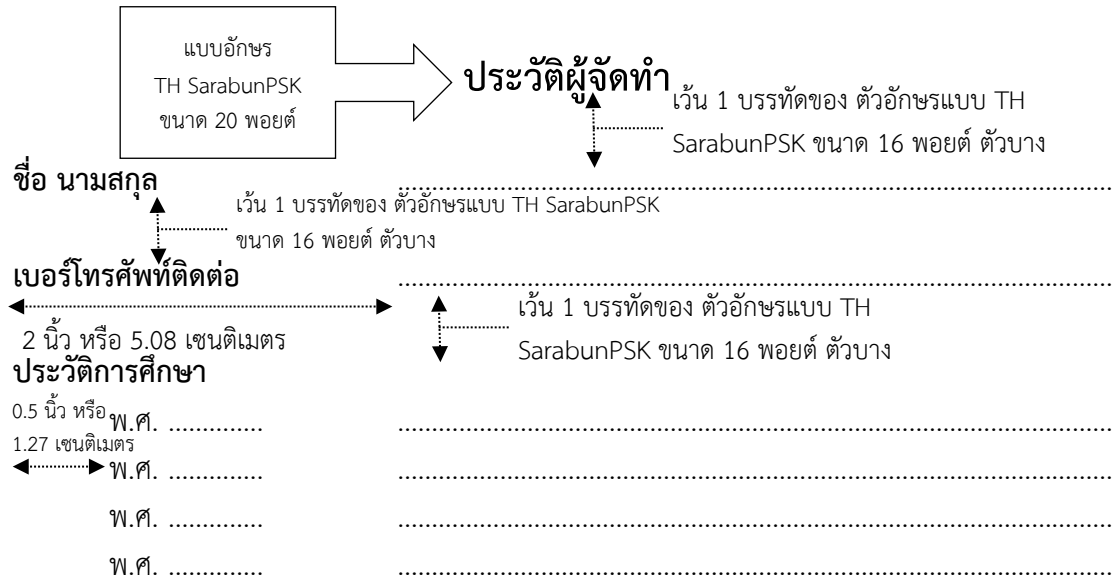 แบบอักษร
TH SarabunPSK
ขนาด 20 พอยต์
ประวัติผู้จัดทำ
เว้น 1 บรรทัดของ ตัวอักษรแบบ TH
SarabunPSK ขนาด 16 พอยต์ ตัวบาง
ชื่อ นามสกุล ........................................................................................
เว้น 1 บรรทัดของ ตัวอักษรแบบ TH SarabunPSK
ขนาด 16 พอยต์ ตัวบาง
เบอร์โทรศัพท์ติดต่อ ........................................................................................
เว้น 1 บรรทัดของ ตัวอักษรแบบ TH
SarabunPSK ขนาด 16 พอยต์ ตัวบาง
2 นิ้ว หรือ 5.08 เซนติเมตร
ประวัติการศึกษา
0.5 นิ้ว หรือ
1.27 เซนติเมตร
พ.ศ. .............. ........................................................................................
พ.ศ. .............. ........................................................................................
พ.ศ. .............. ........................................................................................
พ.ศ. .............. ........................................................................................